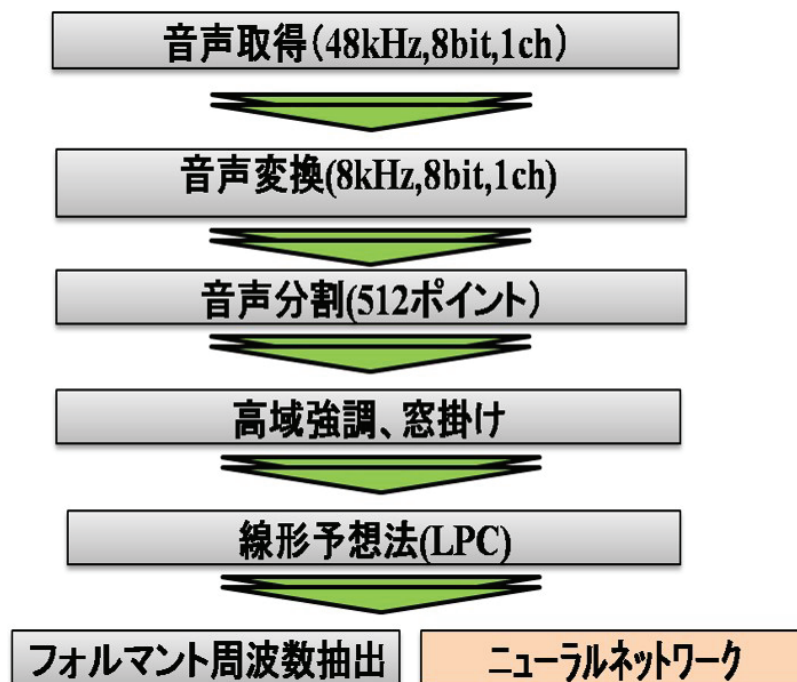 音声取得（48kHz,8bit,1ch）
音声変換(8kHz,8bit,1ch)
音声分割(512ポイント）
高域強調、窓掛け
線形予想法(LPC)
フォルマント周波数抽出
ニューラルネットワーク